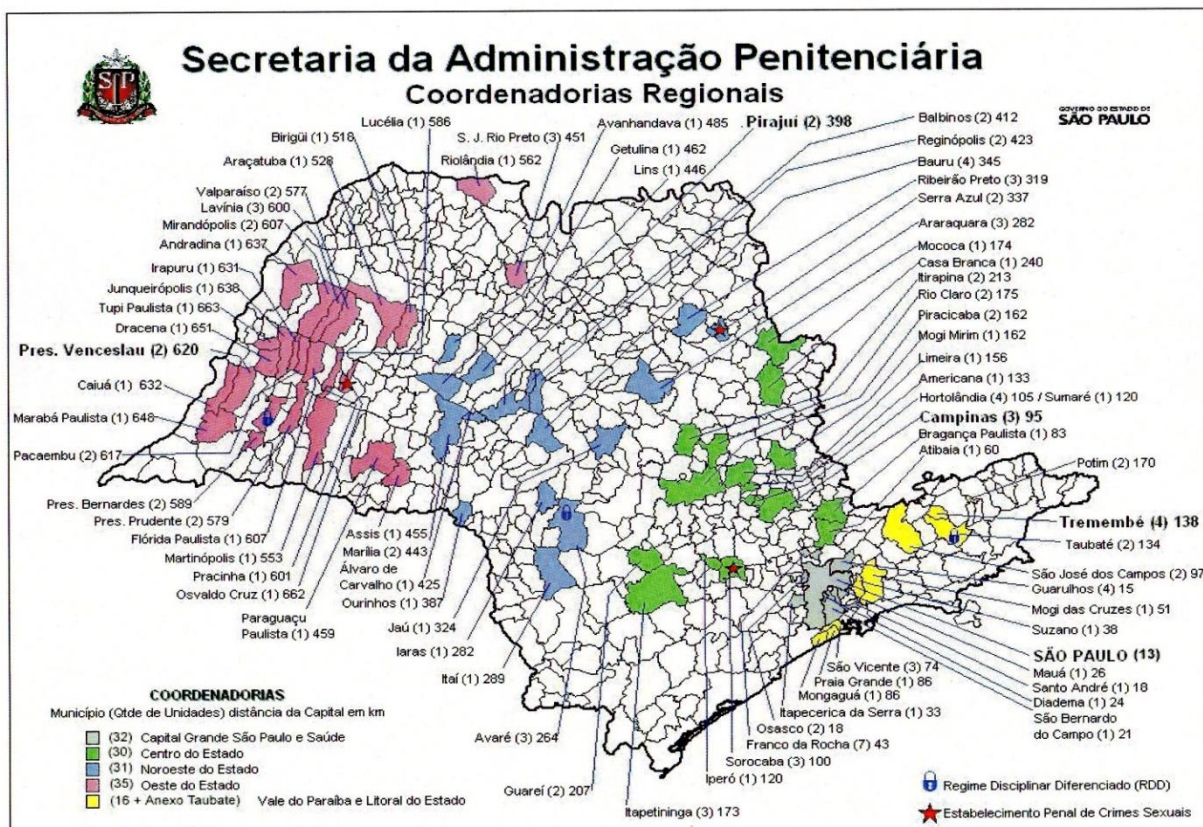 Secretaria da Administração Penitenciária
Coordenadorias Regionais
GOVERNO DO ESTADO DE
SÃO PAULO
Lucélia (1) 586
Birigüi (1) 518
Araçatuba (1) 528
Valparaíso (2) 577
Lavínia (3) 600
Mirandópolis (2) 607
Andradina (1) 637
Irapuru (1) 631
Junqueirópolis (1) 638
Tupi Paulista (1) 663
Dracena (1) 651
Pres. Venceslau (2) 620
Caiuá (1) 632
Marabá Paulista (1) 648
Pacaembu (2) 617
Pres. Bernardes (2) 589
Pres. Prudente (2) 579
Flórida Paulista (1) 607
Martinópolis (1) 553
Pracinha (1) 601
Osvaldo Cruz (1) 662
Paraguaçu
Paulista (1) 459
S. J. Rio Preto (3) 451
Riolândia (1) 562
Avanhandava (1) 485
Getulina (1) 462
Lins (1) 446
. Pirajuí (2) 398
Balbinos (2) 412
Reginópolis (2) 423
Bauru (4) 345
Ribeirão Preto (3) 319
Serra Azul (2) 337
Araraquara (3) 282
Mococa (1) 174
Casa Branca (1) 240
Itirapina (2) 213
Rio Claro (2) 175
Piracicaba (2) 162
Mogi Mirim (1) 162
Limeira (1) 156
Americana (1) 133
Hortolândia (4) 105 / Sumaré (1) 120
Campinas (3) 95
Bragança Paulista (1) 83
Atibaia (1) 60
Potim (2) 170
Tremembé (4) 138
Taubaté (2) 134
São José dos Campos (2) 97
Guarulhos (4) 15
Mogi das Cruzes (1) 51
Suzano (1) 38
SÃO PAULO (13)
Mauá (1) 26
Santo André (1) 18
Diadema (1) 24
São Bernardo
do Campo (1) 21
Assis (1) 455
Marília (2) 443
Álvaro de
Carvalho (1) 425
Ourinhos (1) 387
Jaú (1) 324
Iaras (1) 282
Itaí (1) 289
Avaré (3) 264
Guareí (2) 207
Itapetininga (3) 173
Iperó (1) 120
Sorocaba (3) 100
Franco da Rocha (7) 43
Osasco (2) 18
Itapecerica da Serra (1) 33
Mongaguá (1) 86
Praia Grande (1) 86
São Vicente (3) 74
COORDENADORIAS
Município (Qtde de Unidades) distância da Capital em km
(32) Capital Grande São Paulo e Saúde
(30) Centro do Estado
(31) Noroeste do Estado
(35) Oeste do Estado
(16 + Anexo Taubate) Vale do Paraíba e Litoral do Estado
Regime Disciplinar Diferenciado (RDD)
Estabelecimento Penal de Crimes Sexuais